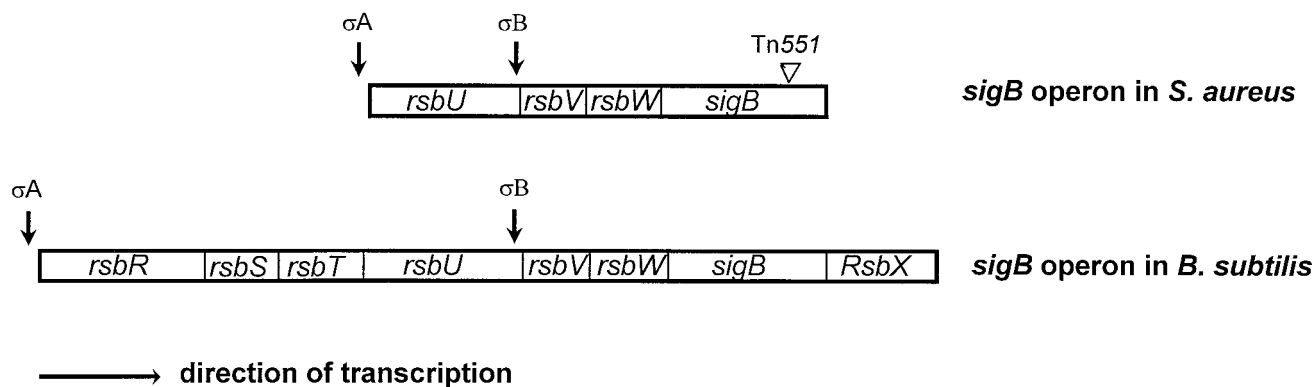 σA σB Tn551
rsbU rsbV rsbW sigB
sigB operon in S. aureus
σA σB
rsbR rsbS rsbT rsbU rsbV rsbW sigB RsbX
sigB operon in B. subtilis
direction of transcription